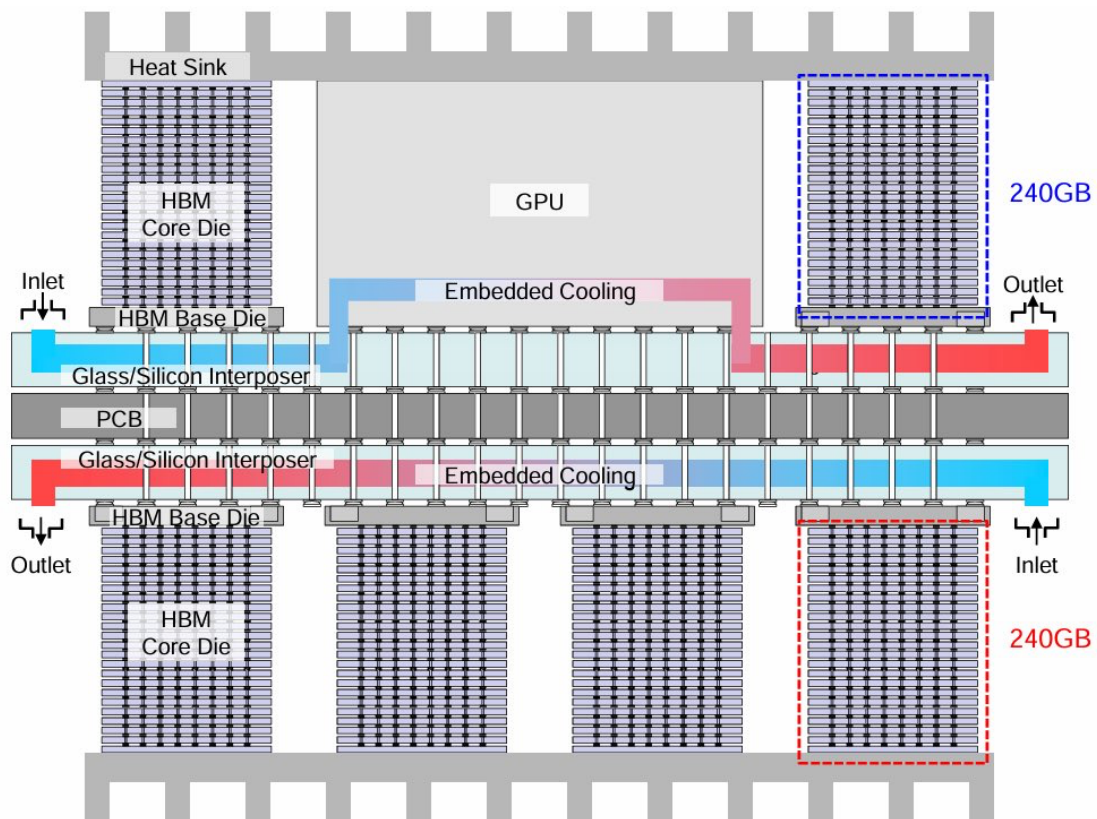 Heat Sink
HBM
Core Die
GPU
240GB
Inlet
Embedded Cooling
Outlet
HBM Base Die
Glass/Silicon Interposer
PCB
Glass/Silicon Interposer
Embedded Cooling
HBM Base Die
Outlet
Inlet
HBM
Core Die
240GB